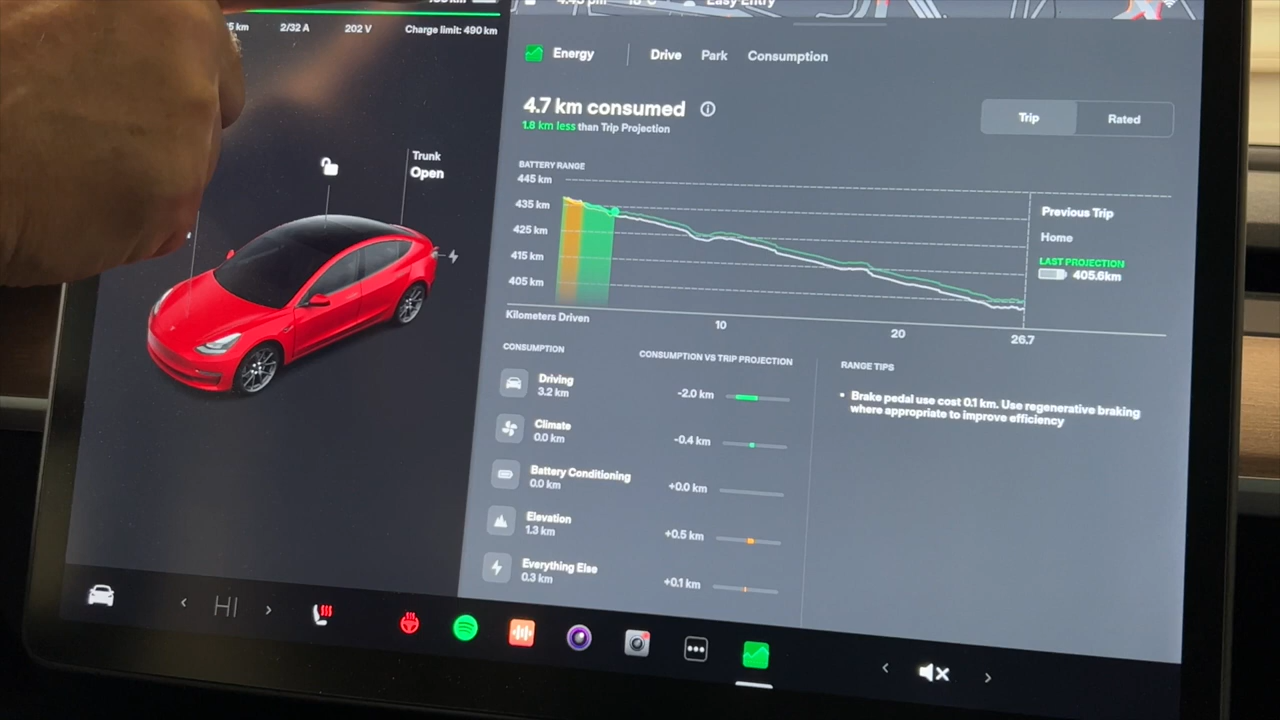 2/32 A
202 V
Charge limit: 490 km
Easy Entry
Trunk
Open
Energy
Drive
Park
Consumption
4.7 km consumed
1.8 km less than Trip Projection
Trip
Rated
BATTERY RANGE
445 km
435 km
425 km
415 km
405 km
Previous Trip
Home
LAST PROJECTION
405.6km
Kilometers Driven
10
20
26.7
CONSUMPTION
CONSUMPTION VS TRIP PROJECTION
RANGE TIPS
Driving
3.2 km
-2.0 km
Climate
0.0 km
-0.4 km
Battery Conditioning
0.0 km
+0.0 km
Elevation
1.3 km
+0.5 km
Everything Else
0.3 km
+0.1 km
• Brake pedal use cost 0.1 km. Use regenerative braking
where appropriate to improve efficiency
HI